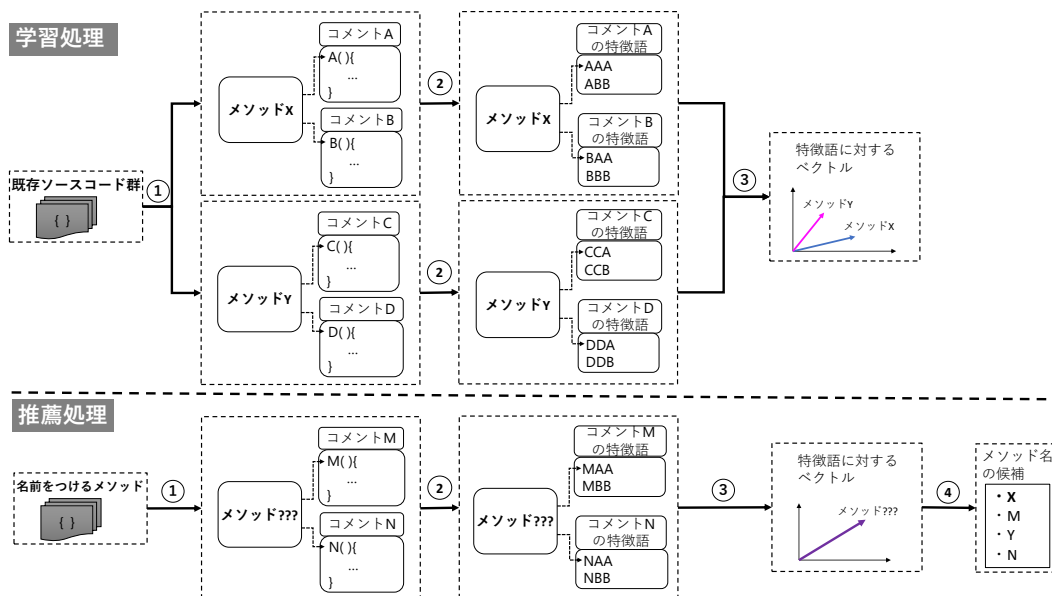 学習処理
既存ソースコード群
{ }
①
コメントA
A( ){
...
}
メソッドX
コメントB
B( ){
...
}
②
コメントA
の特徴語
AAA
ABB
メソッドX
コメントB
の特徴語
BAA
BBB
コメントC
C( ){
...
}
メソッドY
コメントD
D( ){
...
}
②
コメントC
の特徴語
CCA
CCB
メソッドY
コメントD
の特徴語
DDA
DDB
③
特徴語に対する
ベクトル
メソッドY
メソッドX
推薦処理
名前をつけるメソッド
{ }
①
コメントM
M( ){
...
}
メソッド???
コメントN
N( ){
...
}
②
コメントM
の特徴語
MAA
MBB
メソッド???
コメントN
の特徴語
NAA
NBB
③
特徴語に対する
ベクトル
メソッド???
④
メソッド名
の候補
・X
・M
・Y
・N